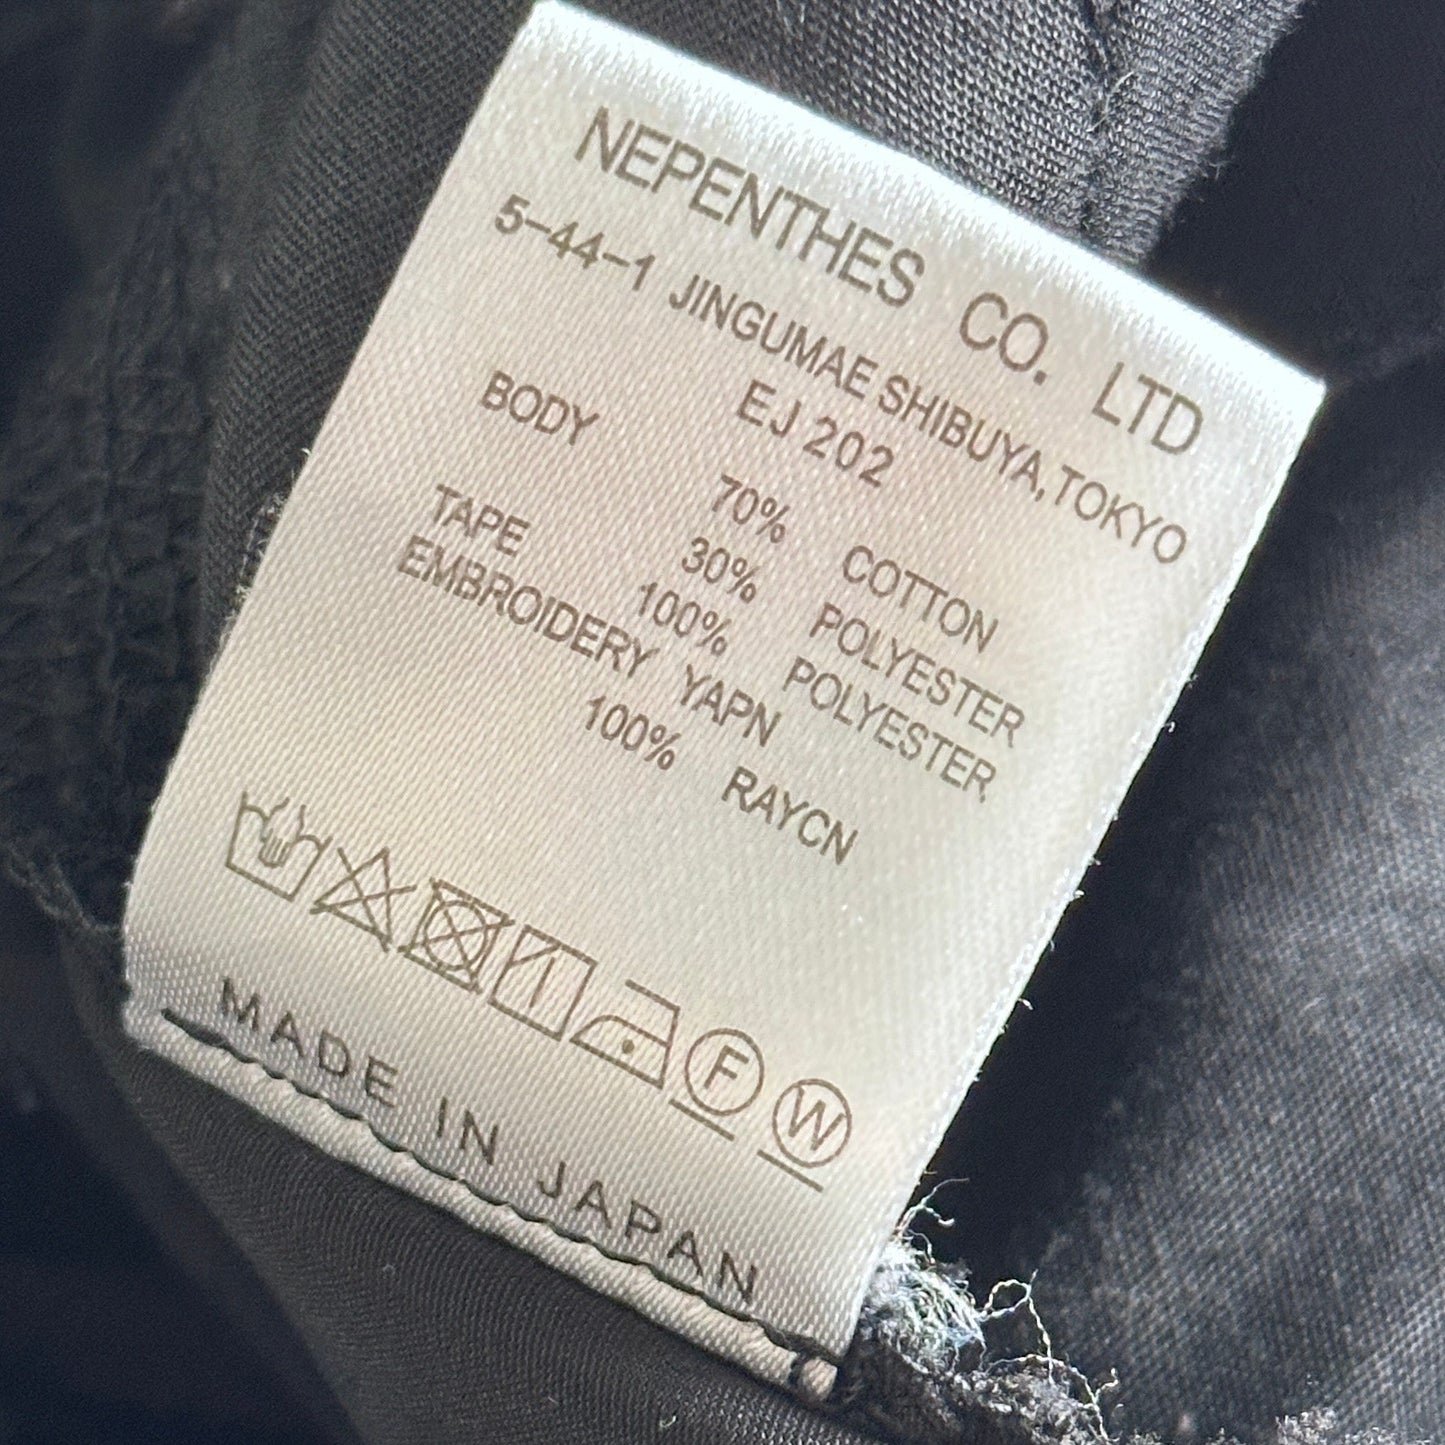 NEPENTHES CO. LTD
5-44-1 JINGUMAE SHIBUYA,TOKYO
EJ 202
BODY 70% COTTON
30% POLYESTER
TAPE 100% POLYESTER
EMBROIDERY YAPN
100% RAYCN
F W
MADE IN JAPAN